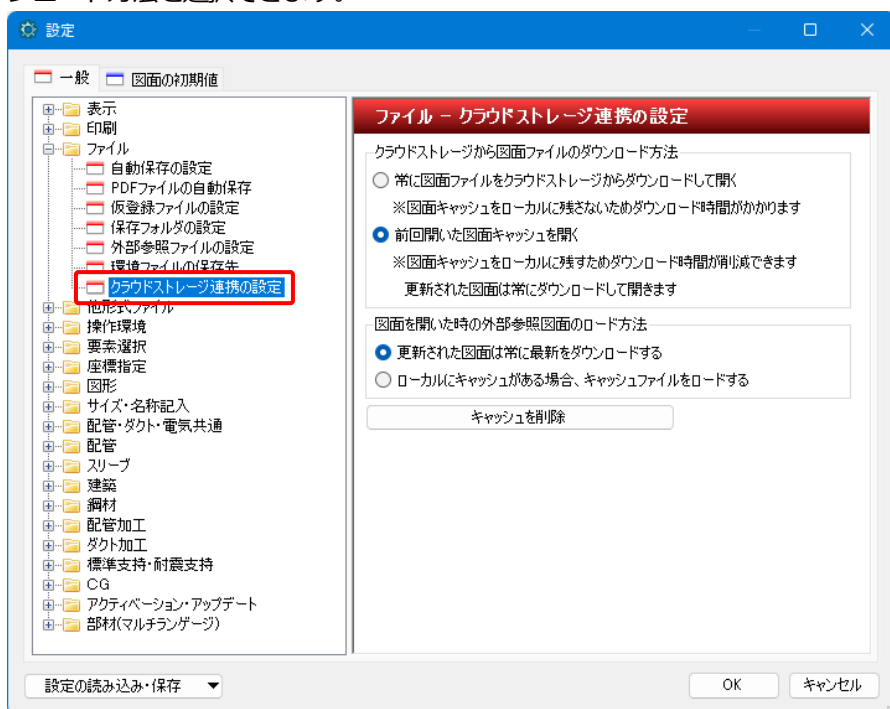 設定
一般
図面の初期値
表示
印刷
ファイル
自動保存の設定
PDFファイルの自動保存
仮登録ファイルの設定
保存フォルダの設定
外部参照ファイルの設定
環境ファイルの保存先
クラウドストレージ連携の設定
他形式ファイル
操作環境
要素選択
座標指定
図形
サイズ・名称記入
配管・ダクト・電気共通
配管
スリーブ
建築
鋼材
配管加工
ダクト加工
標準支持・耐震支持
CG
アクティベーション・アップデート
部材(マルチランゲージ)
ファイル - クラウドストレージ連携の設定
クラウドストレージから図面ファイルのダウンロード方法
常に図面ファイルをクラウドストレージからダウンロードして開く
※図面キャッシュをローカルに残さないためダウンロード時間がかかります
前回開いた図面キャッシュを開く
※図面キャッシュをローカルに残すためダウンロード時間が削減できます
更新された図面は常にダウンロードして開きます
図面を開いた時の外部参照図面のロード方法
更新された図面は常に最新をダウンロードする
ローカルにキャッシュがある場合、キャッシュファイルをロードする
キャッシュを削除
設定の読み込み・保存
OK
キャンセル